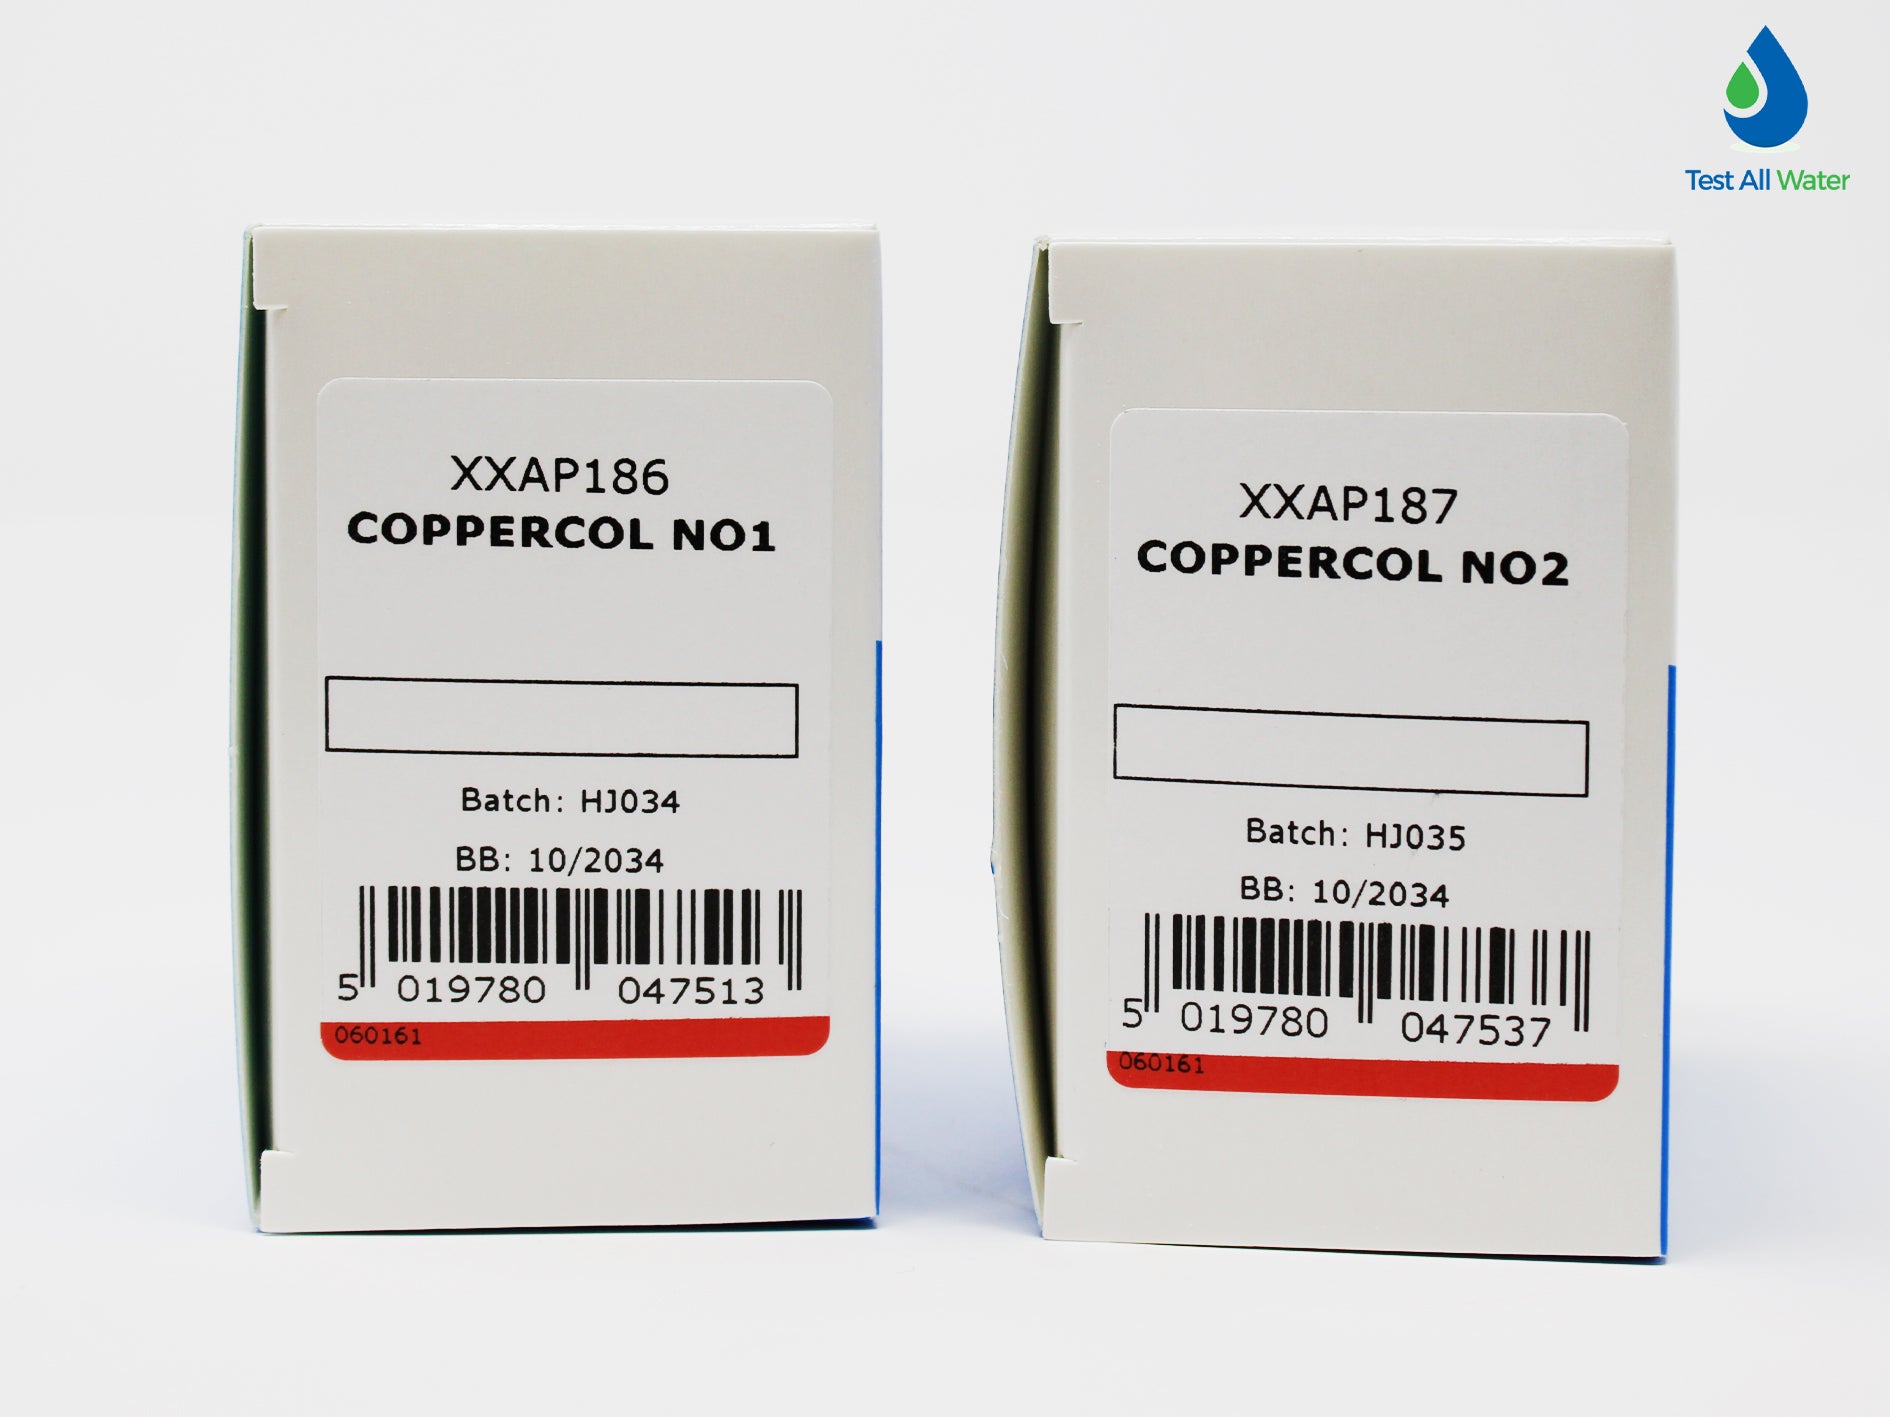 Test All Water
XXAP186
COPPERCOL NO1
Batch: HJ034
BB: 10/2034
5 019780 047513
060161
XXAP187
COPPERCOL NO2
Batch: HJ035
BB: 10/2034
5 019780 047537
060161